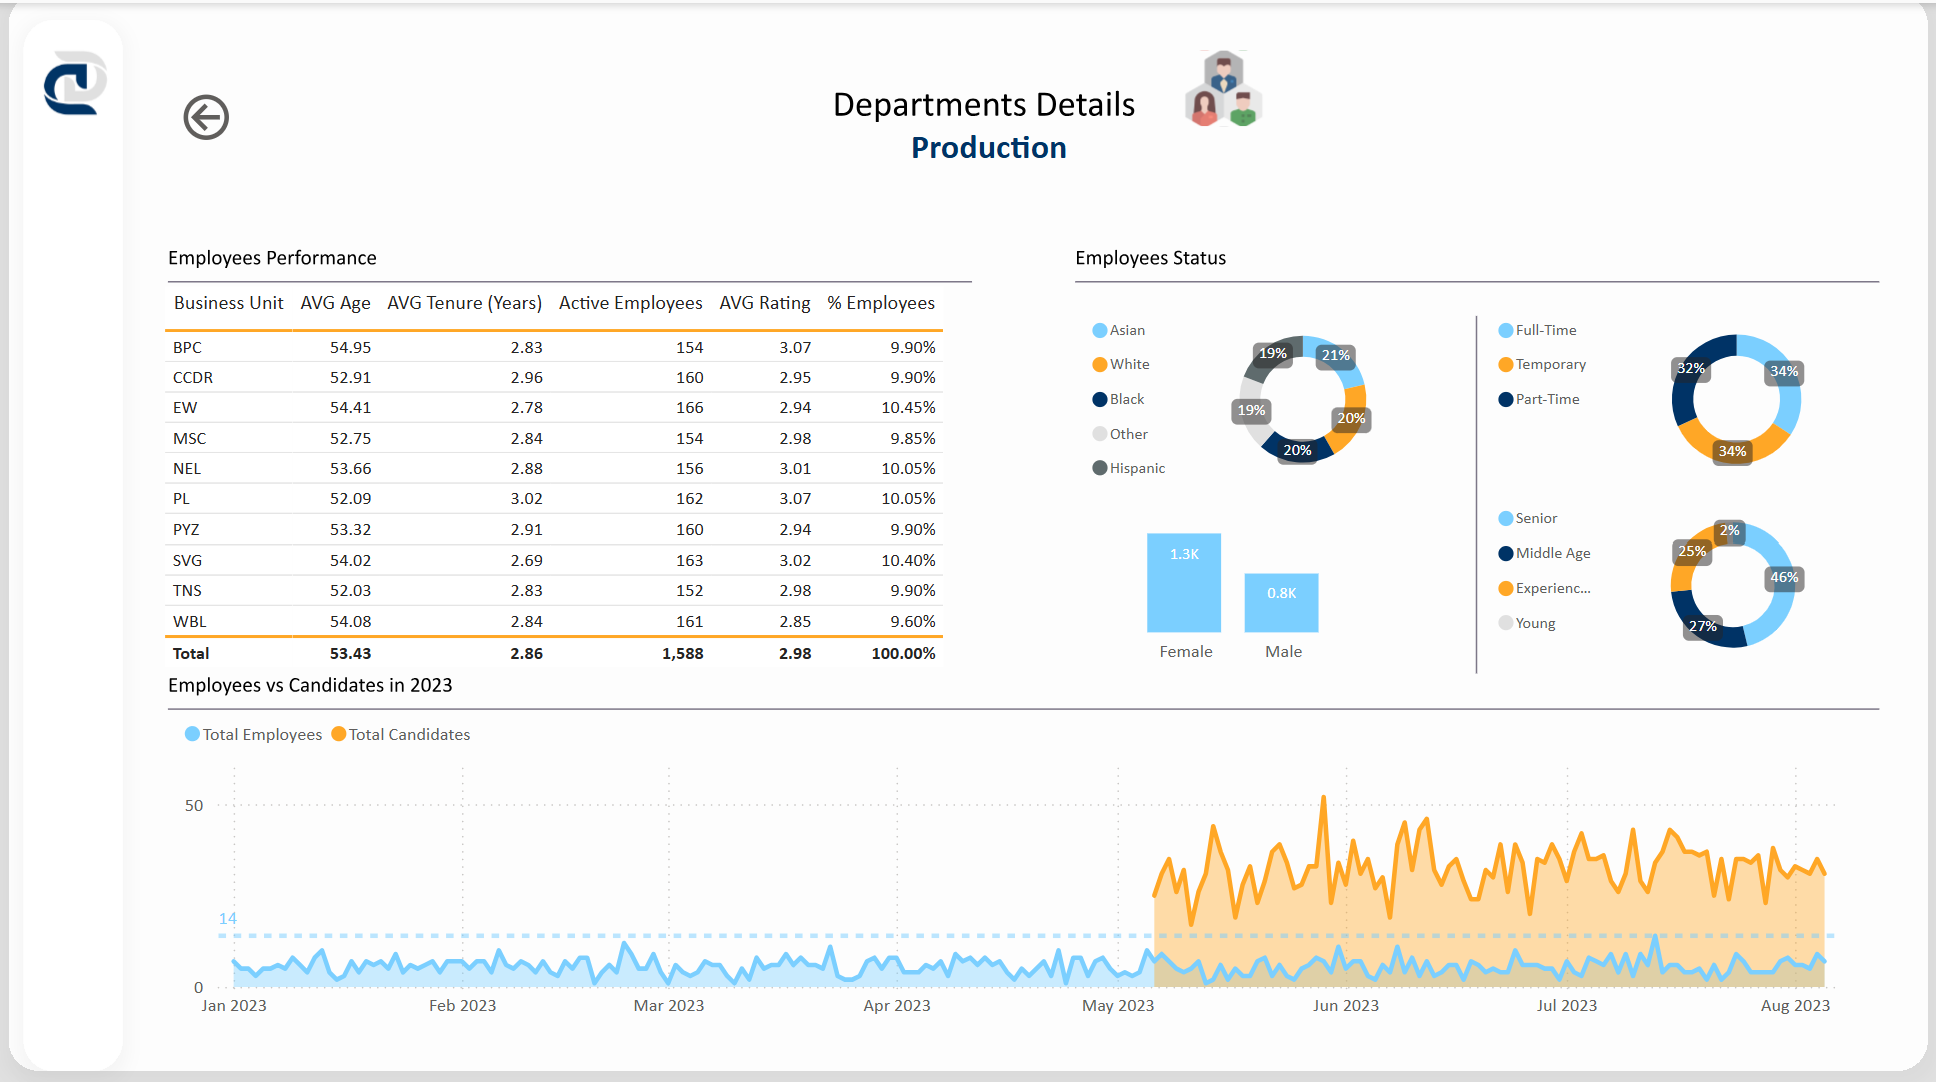 Departments Details
Production
Employees Performance
Business Unit AVG Age AVG Tenure (Years) Active Employees AVG Rating % Employees
BPC 54.95 2.83 154 3.07 9.90%
CCDR 52.91 2.96 160 2.95 9.90%
EW 54.41 2.78 166 2.94 10.45%
MSC 52.75 2.84 154 2.98 9.85%
NEL 53.66 2.88 156 3.01 10.05%
PL 52.09 3.02 162 3.07 10.05%
PYZ 53.32 2.91 160 2.94 9.90%
SVG 54.02 2.69 163 3.02 10.40%
TNS 52.03 2.83 152 2.98 9.90%
WBL 54.08 2.84 161 2.85 9.60%
Total 53.43 2.86 1,588 2.98 100.00%
Employees Status
Asian
White
Black
Other
Hispanic
19% 21%
19% 20%
20%
1.3K
0.8K
Female Male
Full-Time
Temporary
Part-Time
32% 34%
34%
Senior
Middle Age
Experienc...
Young
2%
25%
46%
27%
Employees vs Candidates in 2023
Total Employees Total Candidates
50
14
0
Jan 2023 Feb 2023 Mar 2023 Apr 2023 May 2023 Jun 2023 Jul 2023 Aug 2023